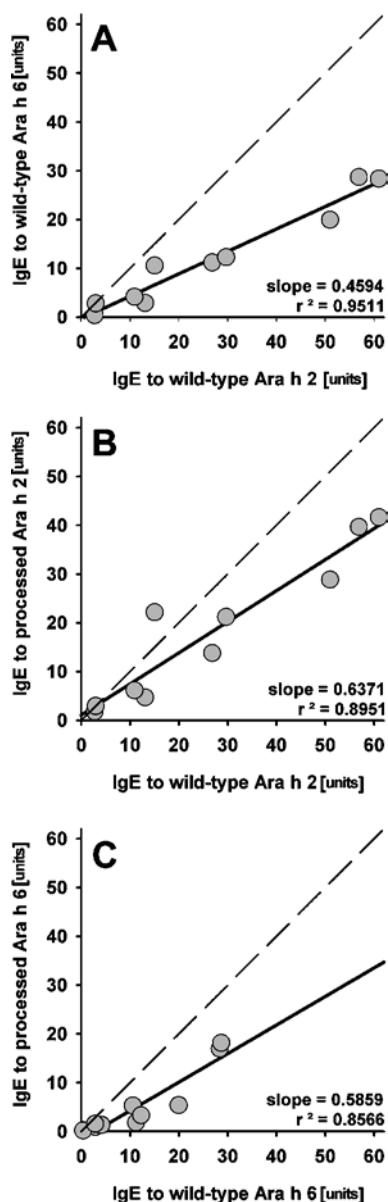 A
IgE to wild-type Ara h 6 [units]
60
50
40
30
20
10
0
slope = 0.4594
r ² = 0.9511
0 10 20 30 40 50 60
IgE to wild-type Ara h 2 [units]
B
IgE to processed Ara h 2 [units]
60
50
40
30
20
10
0
slope = 0.6371
r ² = 0.8951
0 10 20 30 40 50 60
IgE to wild-type Ara h 2 [units]
C
IgE to processed Ara h 6 [units]
60
50
40
30
20
10
0
slope = 0.5859
r ² = 0.8566
0 10 20 30 40 50 60
IgE to wild-type Ara h 6 [units]